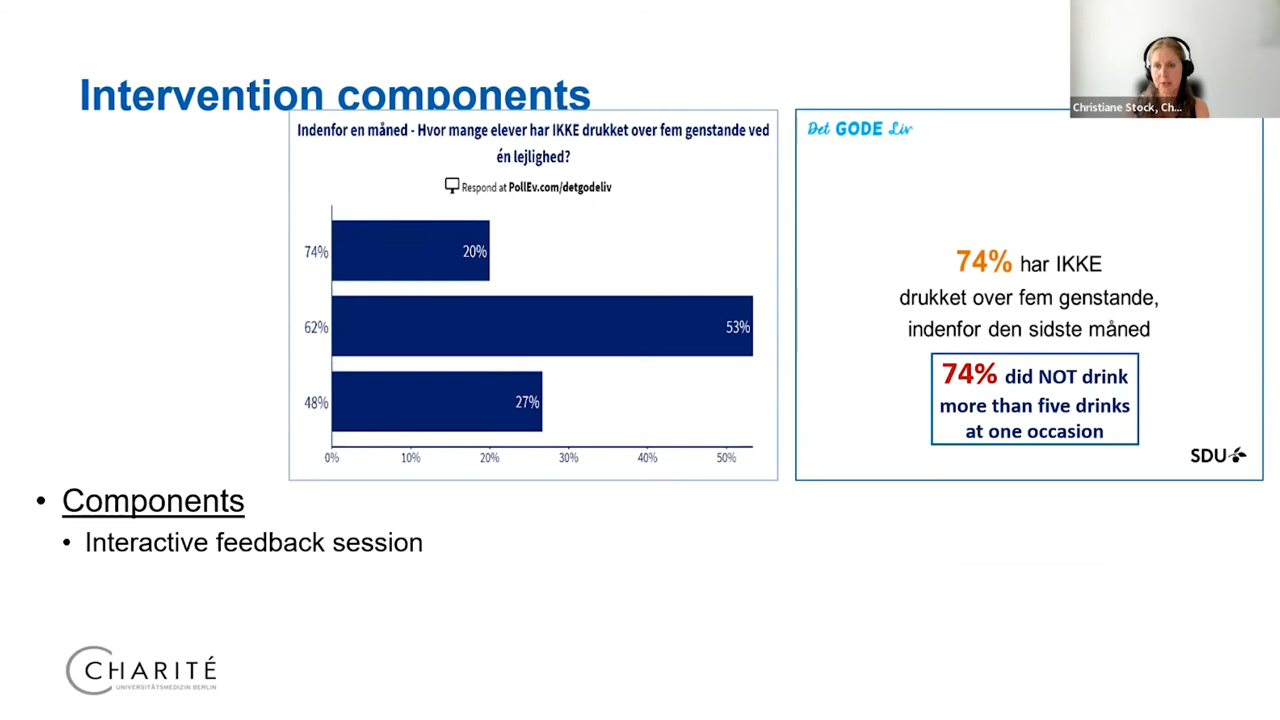 Intervention components
Christiane Stock, Ch...
Indenfor en måned - Hvor mange elever har IKKE drukket over fem genstande ved
én lejlighed?
Respond at PollEv.com/detgodeliv
74%
20%
62%
53%
48%
27%
0%
10%
20%
30%
40%
50%
Det GODE Liv
74% har IKKE
drukket over fem genstande,
indenfor den sidste måned
74% did NOT drink
more than five drinks
at one occasion
SDU
• Components
• Interactive feedback session
CHARITÉ
UNIVERSITÄTSMEDIZIN BERLIN